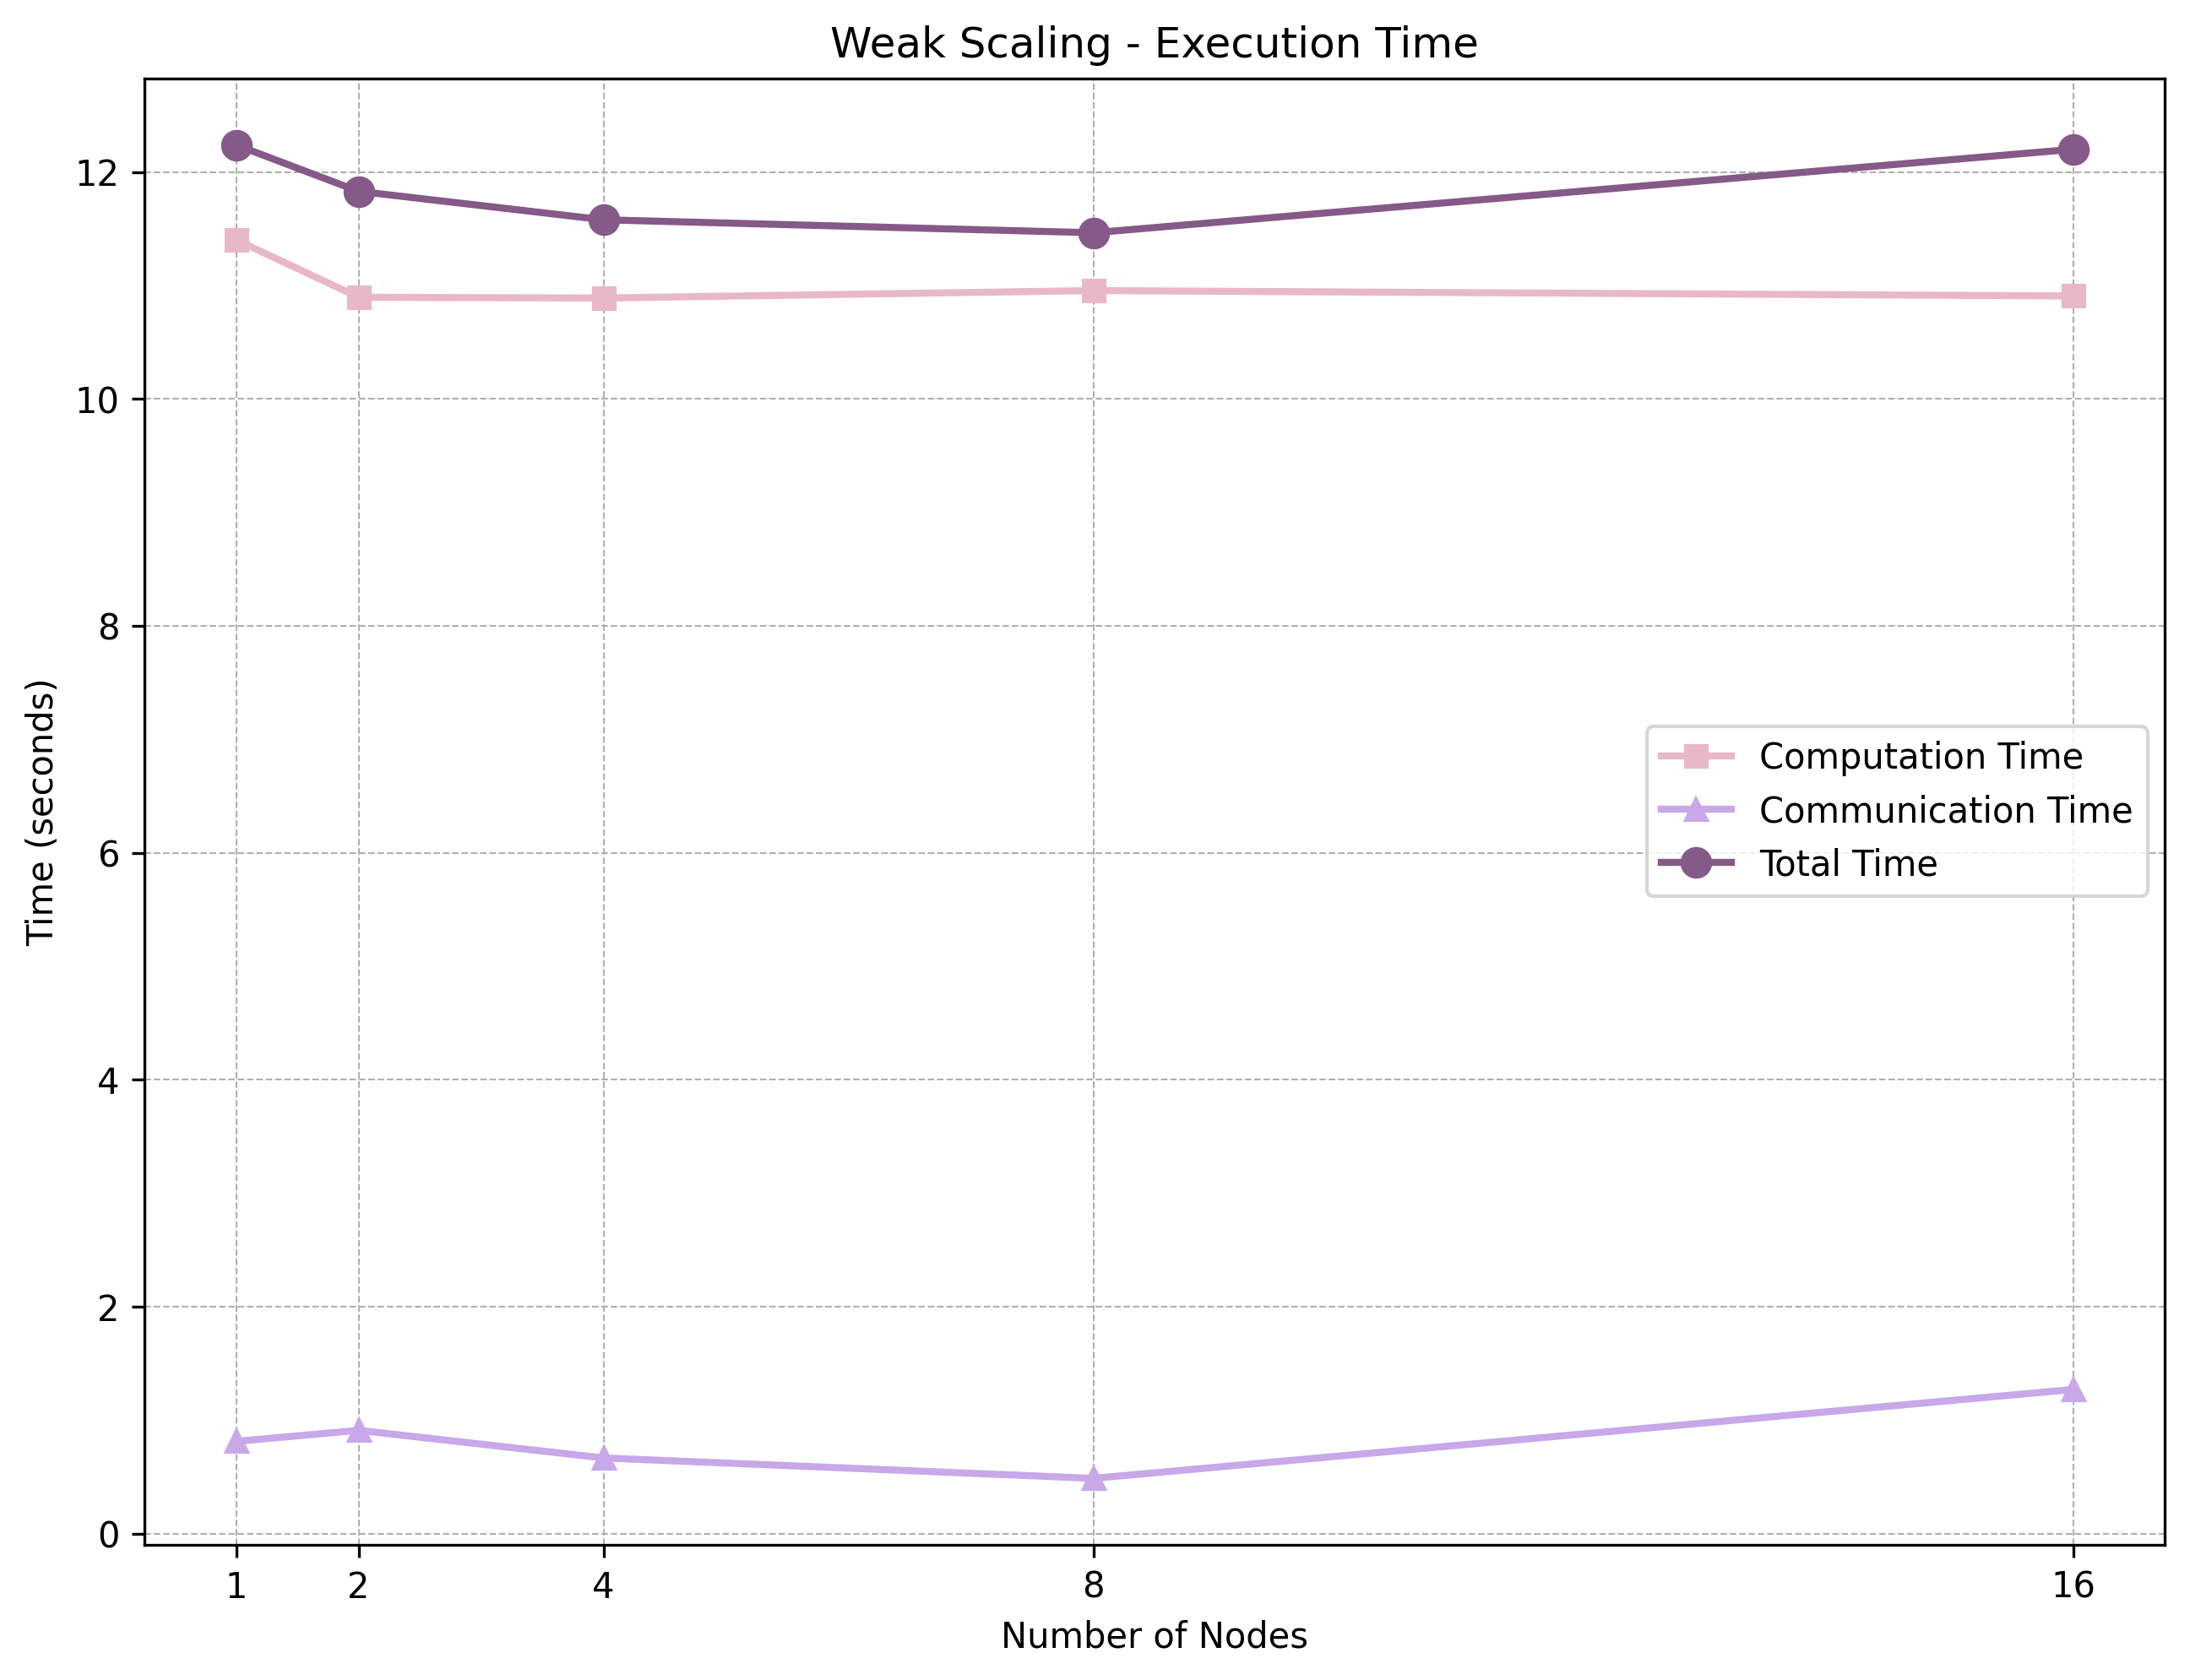 Weak Scaling - Execution Time
12
10
8
6
4
2
0
Time (seconds)
Computation Time
Communication Time
Total Time
1 2 4 8 16
Number of Nodes